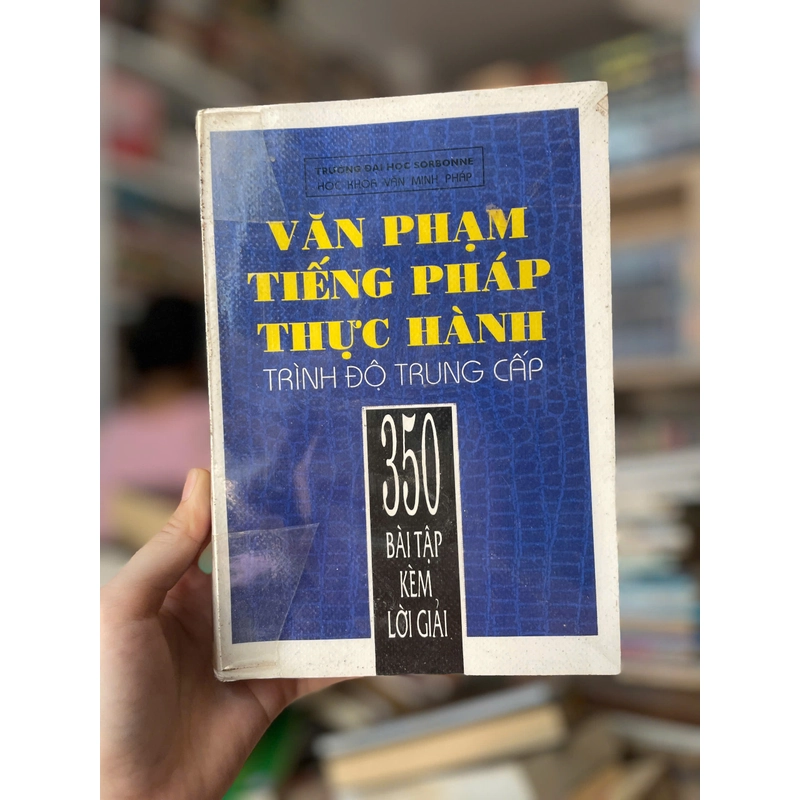 TRƯỜNG ĐẠI HỌC SORBONNE
HỌC KHOA VĂN MINH PHÁP
VĂN PHẠM
TIẾNG PHÁP
THỰC HÀNH
TRÌNH ĐỘ TRUNG CẤP
350
BÀI TẬP
KÈM
LỜI GIẢI